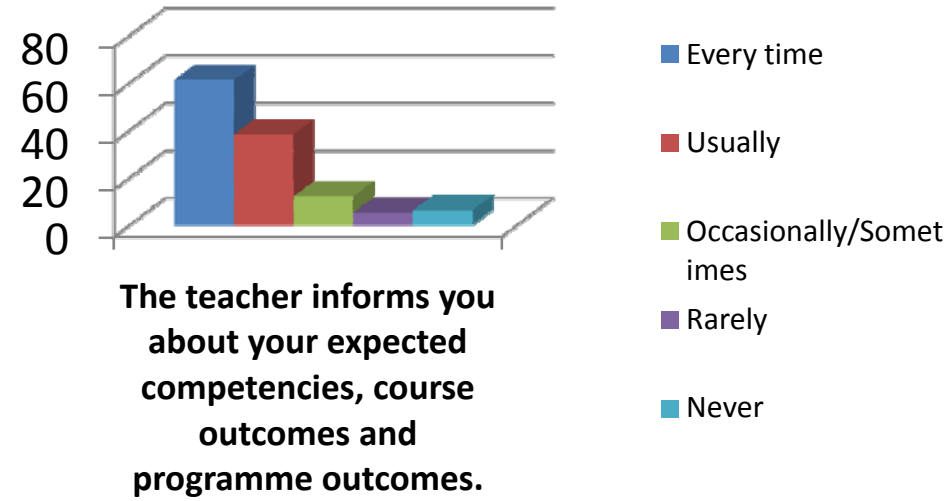 80
60
40
20
0
The teacher informs you
about your expected
competencies, course
outcomes and
programme outcomes.
Every time
Usually
Occasionally/Somet
imes
Rarely
Never